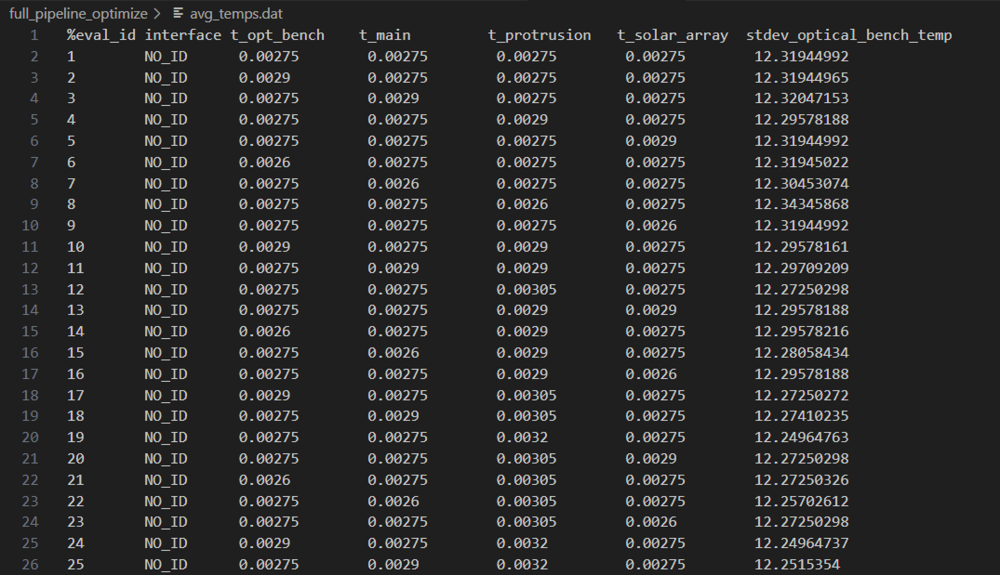 full_pipeline_optimize > avg_temps.dat
1 %eval_id interface t_opt_bench t_main t_protrusion t_solar_array stdev_optical_bench_temp
2 1 NO_ID 0.00275 0.00275 0.00275 0.00275 12.31944992
3 2 NO_ID 0.0029 0.00275 0.00275 0.00275 12.31944965
4 3 NO_ID 0.00275 0.0029 0.00275 0.00275 12.32047153
5 4 NO_ID 0.00275 0.00275 0.0029 0.00275 12.29578188
6 5 NO_ID 0.00275 0.00275 0.00275 0.0029 12.31944992
7 6 NO_ID 0.0026 0.00275 0.00275 0.00275 12.31945022
8 7 NO_ID 0.00275 0.0026 0.00275 0.00275 12.30453074
9 8 NO_ID 0.00275 0.00275 0.0026 0.00275 12.34345868
10 9 NO_ID 0.00275 0.00275 0.00275 0.0026 12.31944992
11 10 NO_ID 0.0029 0.00275 0.0029 0.00275 12.29578161
12 11 NO_ID 0.00275 0.0029 0.0029 0.00275 12.29709209
13 12 NO_ID 0.00275 0.00275 0.00305 0.00275 12.27250298
14 13 NO_ID 0.00275 0.00275 0.0029 0.0029 12.29578188
15 14 NO_ID 0.0026 0.00275 0.0029 0.00275 12.29578216
16 15 NO_ID 0.00275 0.0026 0.0029 0.00275 12.28058434
17 16 NO_ID 0.00275 0.00275 0.0029 0.0026 12.29578188
18 17 NO_ID 0.0029 0.00275 0.00305 0.00275 12.27250272
19 18 NO_ID 0.00275 0.0029 0.00305 0.00275 12.27410235
20 19 NO_ID 0.00275 0.00275 0.0032 0.00275 12.24964763
21 20 NO_ID 0.00275 0.00275 0.00305 0.0029 12.27250298
22 21 NO_ID 0.0026 0.00275 0.00305 0.00275 12.27250326
23 22 NO_ID 0.00275 0.0026 0.00305 0.00275 12.25702612
24 23 NO_ID 0.00275 0.00275 0.00305 0.0026 12.27250298
25 24 NO_ID 0.0029 0.00275 0.0032 0.00275 12.24964737
26 25 NO_ID 0.00275 0.0029 0.0032 0.00275 12.2515354